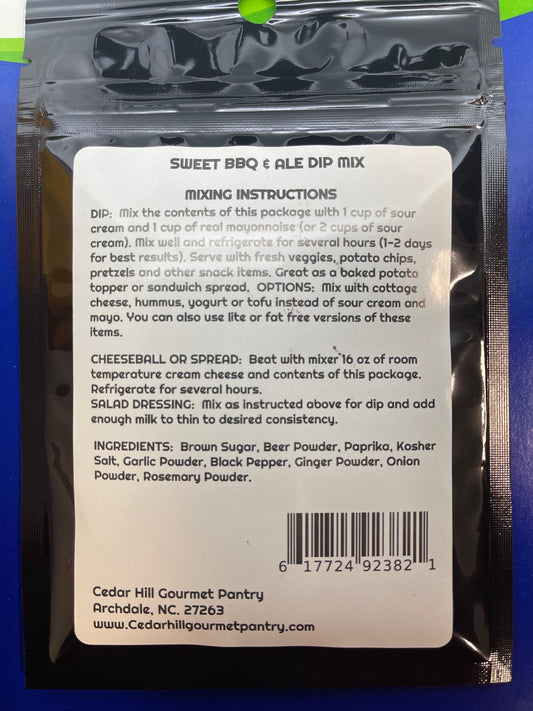 SWEET BBQ & ALE DIP MIX
MIXING INSTRUCTIONS
DIP: Mix the contents of this package with 1 cup of sour
cream and 1 cup of real mayonnaise (or 2 cups of sour
cream). Mix well and refrigerate for several hours (1-2 days
for best results). Serve with fresh veggies, potato chips,
pretzels and other snack items. Great as a baked potato
topper or sandwich spread. OPTIONS: Mix with cottage
cheese, hummus, yogurt or tofu instead of sour cream and
mayo. You can also use lite or fat free versions of these
items.
CHEESEBALL OR SPREAD: Beat with mixer 16 oz of room
temperature cream cheese and contents of this package.
Refrigerate for several hours.
SALAD DRESSING: Mix as instructed above for dip and add
enough milk to thin to desired consistency.
INGREDIENTS: Brown Sugar, Beer Powder, Paprika, Kosher
Salt, Garlic Powder, Black Pepper, Ginger Powder, Onion
Powder, Rosemary Powder.
6 17724 92382 1
Cedar Hill Gourmet Pantry
Archdale, NC. 27263
www.Cedarhillgourmetpantry.com